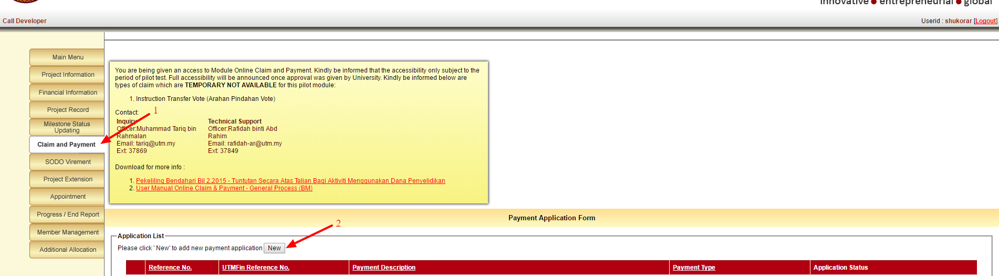 innovative ● entrepreneurial ● global
Call Developer
Userid : shukorar [Logout]
Main Menu
Project Information
Financial Information
Project Record
Milestone Status
Updating
Claim and Payment
SODO Virement
Project Extension
Appointment
Progress / End Report
Member Management
Additional Allocation
You are being given an access to Module Online Claim and Payment. Kindly be informed that the accessibility only subject to the
period of pilot test. Full accessibility will be announced once approval was given by University. Kindly be informed below are
types of claim which are TEMPORARY NOT AVAILABLE for this pilot module:
1. Instruction Transfer Vote (Arahan Pindahan Vote)
1
Contact:
Inquiry
Officer:Muhammad Tariq bin
Rahmalan
Email: tariq@utm.my
Ext: 37869
Technical Support
Officer:Rafidah binti Abd
Rahim
Email: rafidah-ar@utm.my
Ext: 37849
Download for more info :
1. Pekeliling Bendahari Bil 2.2015 - Tuntutan Secara Atas Talian Bagi Aktiviti Menggunakan Dana Penyelidikan
2. User Manual Online Claim & Payment - General Process (BM)
Payment Application Form
2
Application List
Please click ' New' to add new payment application New
Reference No. UTMFin Reference No. Payment Description Payment Type Application Status